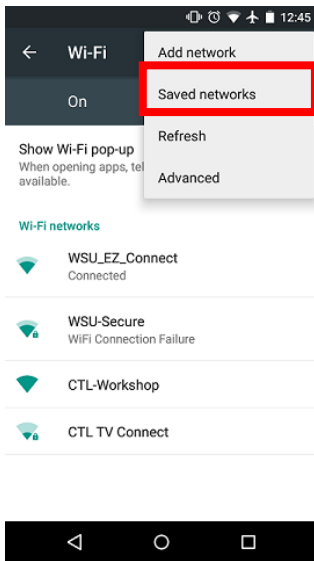 12:45
Wi-Fi
Add network
On
Saved networks
Refresh
Advanced
Show Wi-Fi pop-up
When opening apps, tel
available.
Wi-Fi networks
WSU_EZ_Connect
Connected
WSU-Secure
WiFi Connection Failure
CTL-Workshop
CTL TV Connect